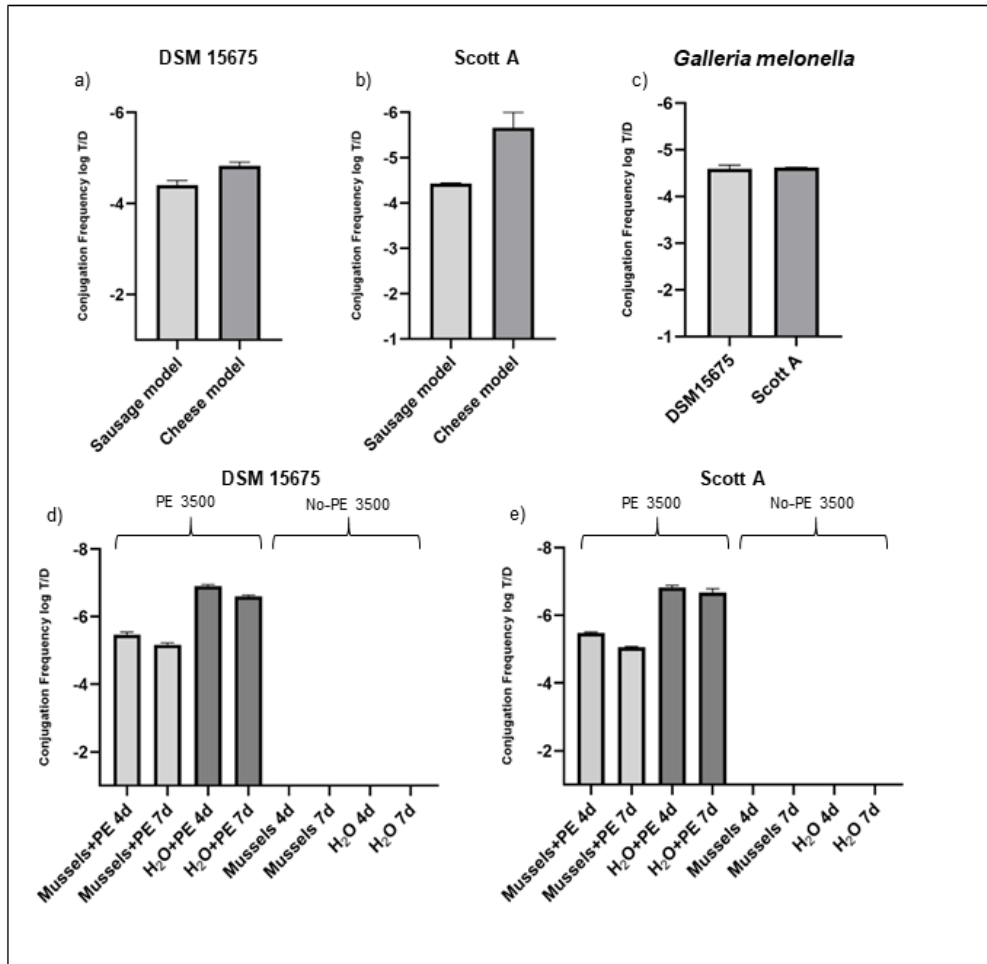 DSM 15675
Scott A
Galleria melonella
a)
b)
c)
Conjugation Frequency log T/D
-6
-4
-2
Sausage model
Cheese model
Conjugation Frequency log T/D
-6
-5
-4
-3
-2
-1
Sausage model
Cheese model
Conjugation Frequency log T/D
-6
-5
-4
-3
-2
-1
DSM15675
Scott A
DSM 15675
Scott A
d)
PE 3500
No-PE 3500
Conjugation Frequency log T/D
-8
-6
-4
-2
Mussels+PE 4d
Mussels+PE 7d
H₂O+PE 4d
H₂O+PE 7d
Mussels 4d
Mussels 7d
H₂O 4d
H₂O 7d
e)
PE 3500
No-PE 3500
Conjugation Frequency log T/D
-8
-6
-4
-2
Mussels+PE 4d
Mussels+PE 7d
H₂O+PE 4d
H₂O+PE 7d
Mussels 4d
Mussels 7d
H₂O 4d
H₂O 7d